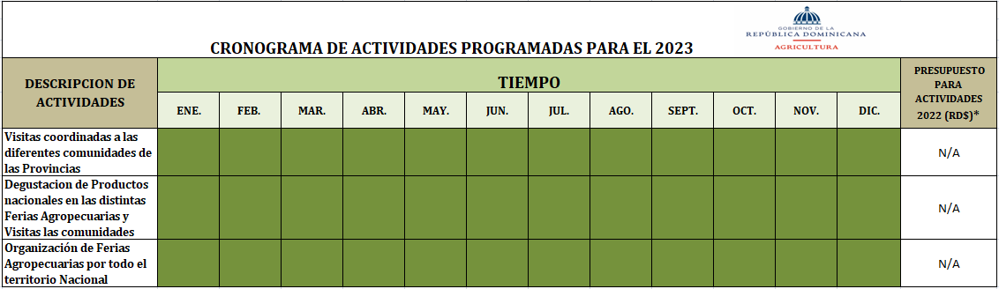 GOBIERNO DE LA
REPÚBLICA DOMINICANA
AGRICULTURA
CRONOGRAMA DE ACTIVIDADES PROGRAMADAS PARA EL 2023
DESCRIPCION DE
ACTIVIDADES
TIEMPO
PRESUPUESTO
PARA
ACTIVIDADES
2022 (RD$)*
ENE. FEB. MAR. ABR. MAY. JUN. JUL. AGO. SEPT. OCT. NOV. DIC.
Visitas coordinadas a las
diferentes comunidades de
las Provincias
N/A
Degustacion de Productos
nacionales en las distintas
Ferias Agropecuarias y
Visitas las comunidades
N/A
Organización de Ferias
Agropecuarias por todo el
territorio Nacional
N/A